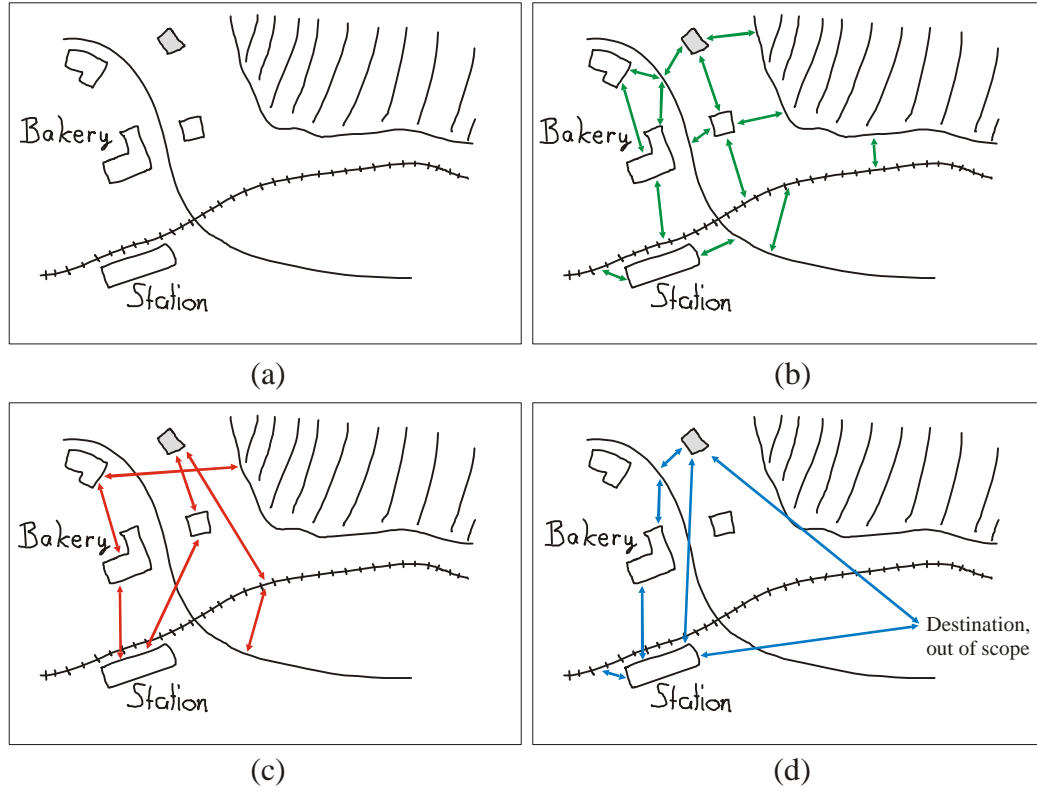 Bakery
Station
(a)
Bakery
Station
(b)
Bakery
Station
(c)
Bakery
Destination,
out of scope
Station
(d)